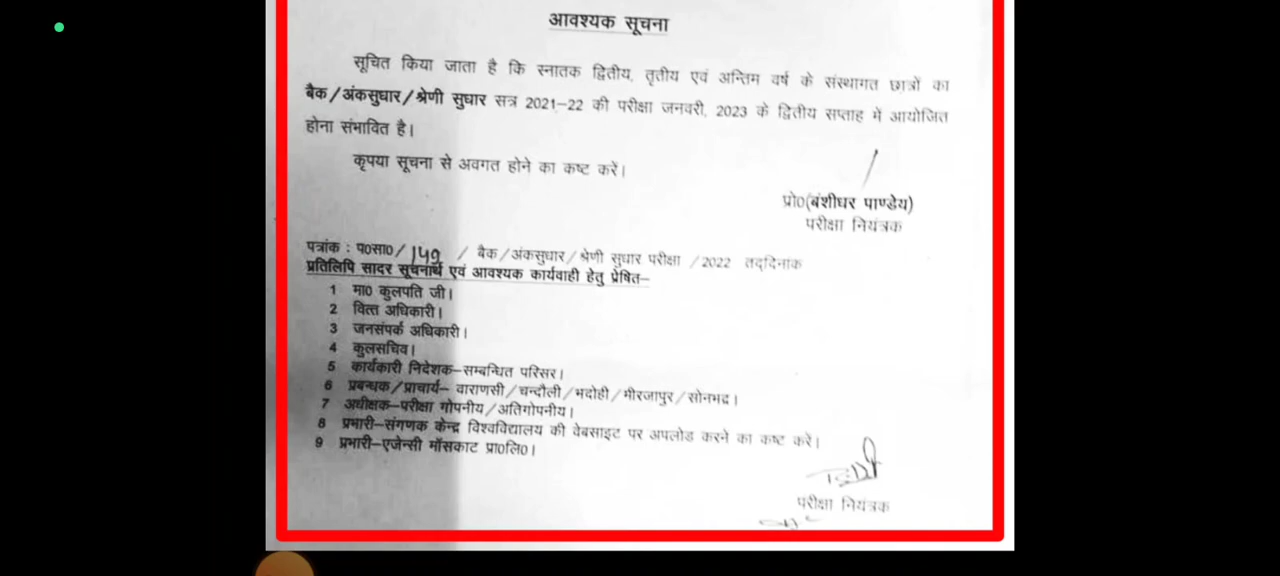 आवश्यक सूचना
सूचित किया जाता है कि स्नातक द्वितीय, तृतीय एवं अन्तिम वर्ष के संस्थागत छात्रों का
बैक/अंकसुधार/श्रेणी सुधार सत्र 2021-22 की परीक्षा जनवरी, 2023 के द्वितीय सप्ताह में आयोजित
होना संभावित है।
कृपया सूचना से अवगत होने का कष्ट करें।
प्रो0(बंशीधर पाण्डेय)
परीक्षा नियंत्रक
पत्रांक : प0सा0/149 / बैक/अंकसुधार/श्रेणी सुधार परीक्षा /2022 तद्दिनाक
प्रतिलिपि सादर सूचनार्थ एवं आवश्यक कार्यवाही हेतु प्रेषित–
1 मा0 कुलपति जी।
2 वित्त अधिकारी।
3 जनसंपर्क अधिकारी।
4 कुलसचिव।
5 कार्यकारी निदेशक–सम्बन्धित परिसर।
6 प्रबन्धक/प्राचार्य– वाराणसी/चन्दौली/भदोही/मीरजापुर/सोनभद्र।
7 अधीक्षक–परीक्षा गोपनीय/अतिगोपनीय।
8 प्रभारी–संगणक केन्द्र विश्वविद्यालय की वेबसाइट पर अपलोड करने का कष्ट करें।
9 प्रभारी–एजेन्सी मॉसकाट प्रा0लि0।
परीक्षा नियंत्रक